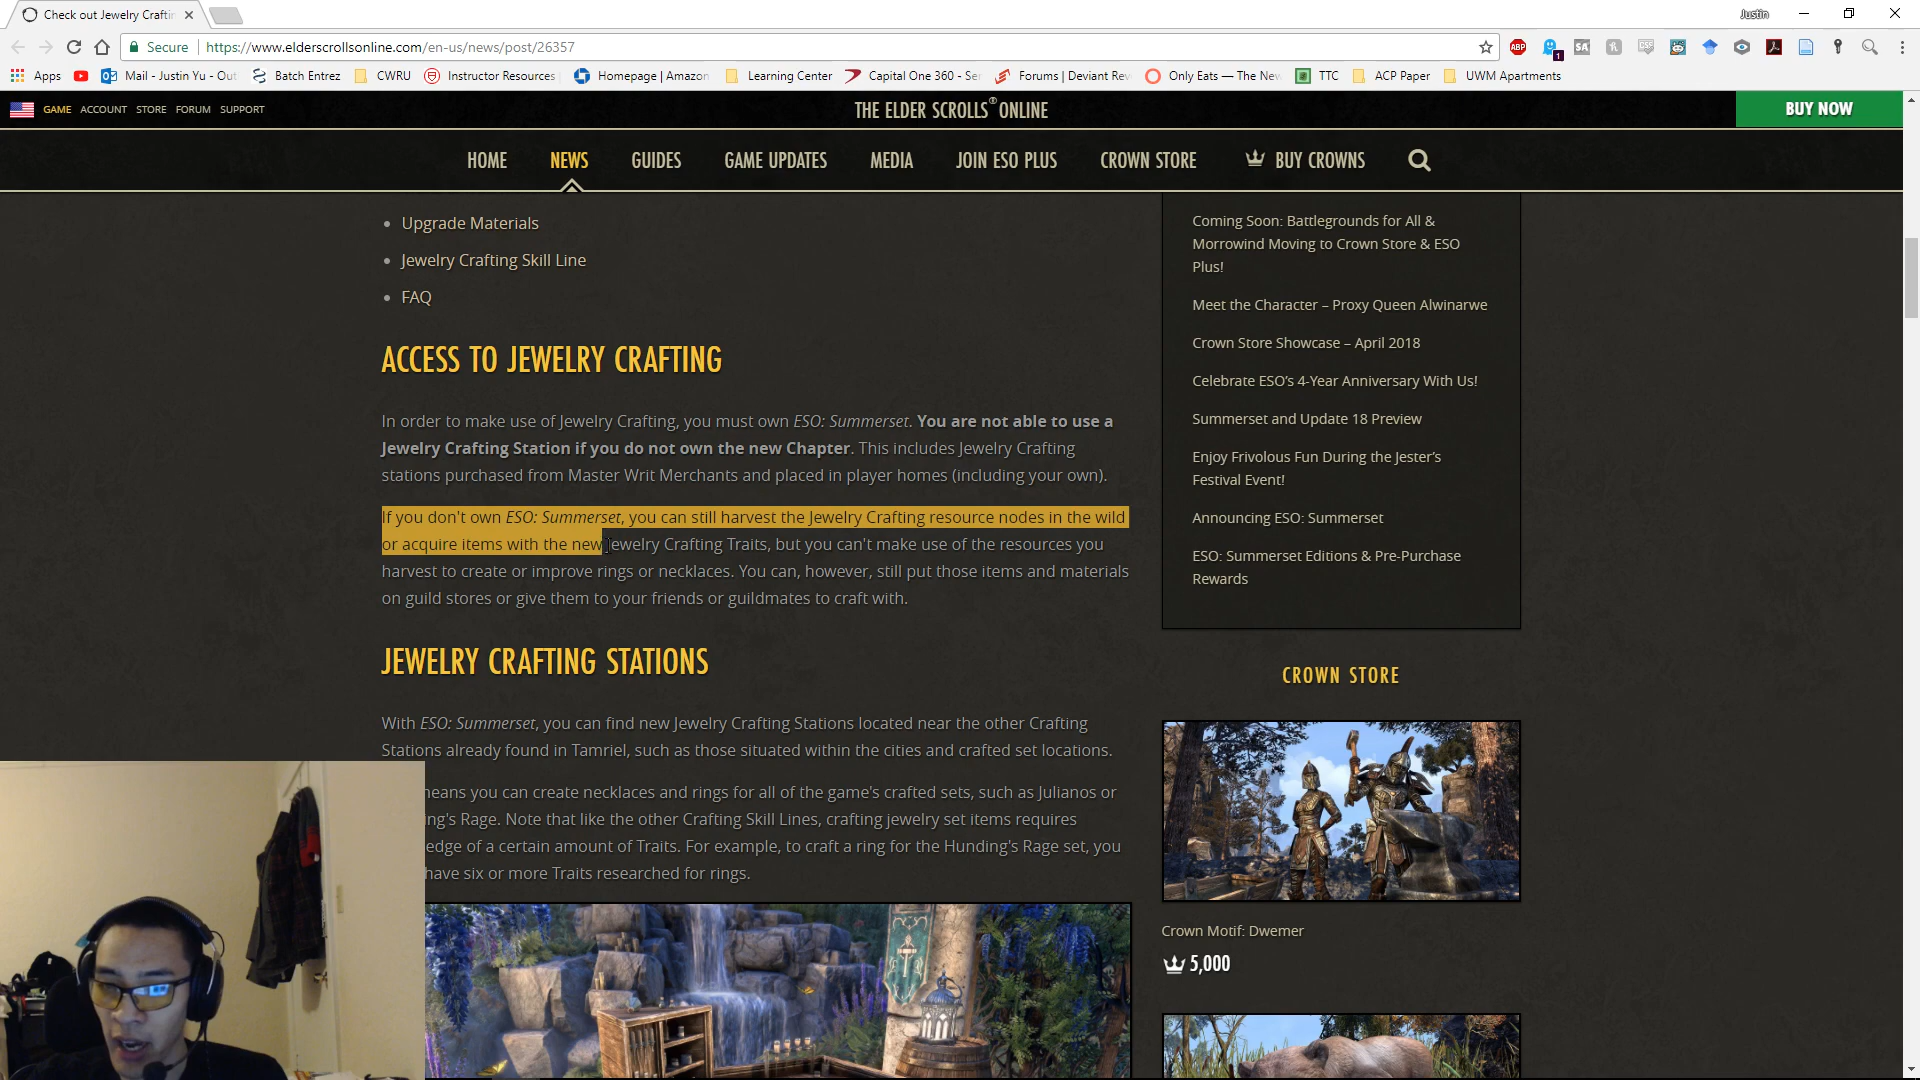 Check out Jewelry Craftin
Justin
Secure
https://www.elderscrollsonline.com/en-us/news/post/26357
Apps
Mail - Justin Yu - Out
Batch Entrez
CWRU
Instructor Resources
Homepage | Amazon
Learning Center
Capital One 360 - Se
Forums | Deviant Rev
Only Eats — The New
TTC
ACP Paper
UWM Apartments
GAME ACCOUNT STORE FORUM SUPPORT
THE ELDER SCROLLS® ONLINE
BUY NOW
HOME NEWS GUIDES GAME UPDATES MEDIA JOIN ESO PLUS CROWN STORE BUY CROWNS
• Upgrade Materials
• Jewelry Crafting Skill Line
• FAQ
ACCESS TO JEWELRY CRAFTING
In order to make use of Jewelry Crafting, you must own ESO: Summerset. You are not able to use a
Jewelry Crafting Station if you do not own the new Chapter. This includes Jewelry Crafting
stations purchased from Master Writ Merchants and placed in player homes (including your own).
If you don't own ESO: Summerset, you can still harvest the Jewelry Crafting resource nodes in the wild
or acquire items with the new Jewelry Crafting Traits, but you can't make use of the resources you
harvest to create or improve rings or necklaces. You can, however, still put those items and materials
on guild stores or give them to your friends or guildmates to craft with.
JEWELRY CRAFTING STATIONS
With ESO: Summerset, you can find new Jewelry Crafting Stations located near the other Crafting
Stations already found in Tamriel, such as those situated within the cities and crafted set locations.
means you can create necklaces and rings for all of the game's crafted sets, such as Julianos or
ng's Rage. Note that like the other Crafting Skill Lines, crafting jewelry set items requires
edge of a certain amount of Traits. For example, to craft a ring for the Hunding's Rage set, you
have six or more Traits researched for rings.
Coming Soon: Battlegrounds for All &
Morrowind Moving to Crown Store & ESO
Plus!
Meet the Character – Proxy Queen Alwinarwe
Crown Store Showcase – April 2018
Celebrate ESO's 4-Year Anniversary With Us!
Summerset and Update 18 Preview
Enjoy Frivolous Fun During the Jester's
Festival Event!
Announcing ESO: Summerset
ESO: Summerset Editions & Pre-Purchase
Rewards
CROWN STORE
Crown Motif: Dwemer
5,000